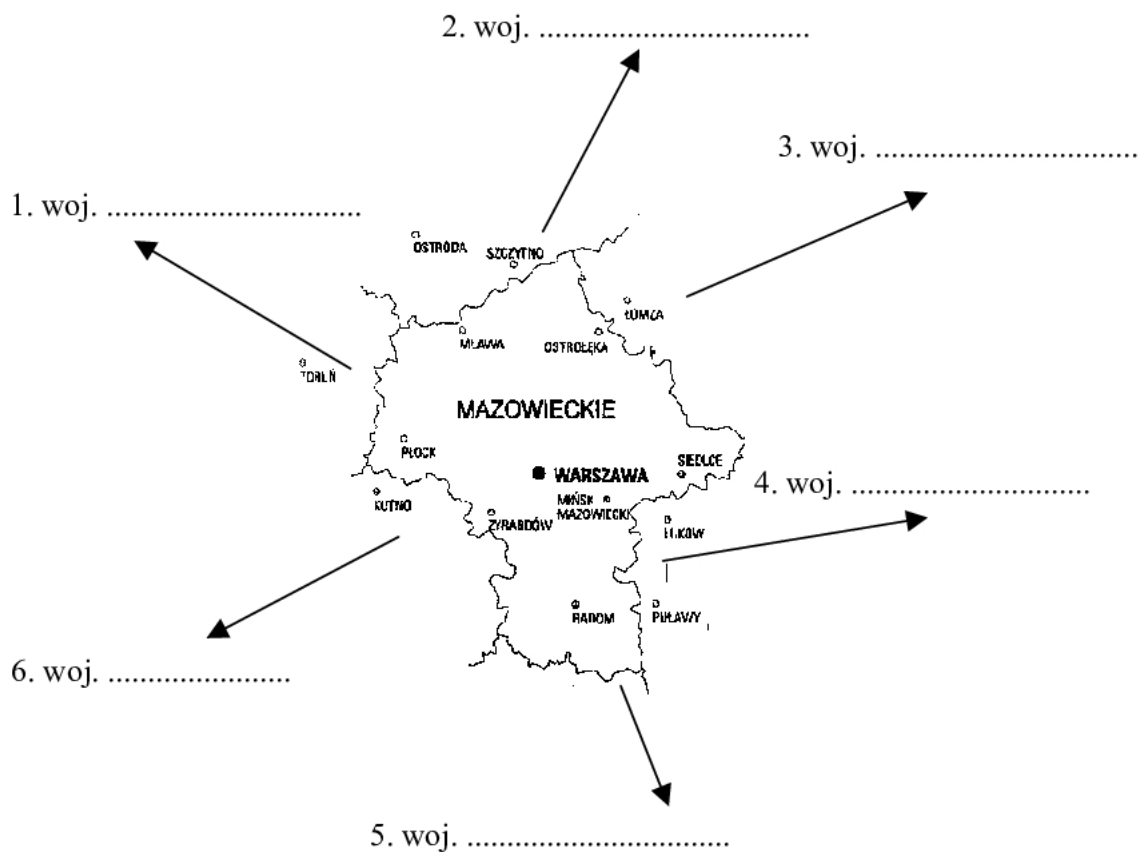 2. woj. ..................................
3. woj. .................................
1. woj. ................................
OSTRÓDA
SZCZYTNO
ŁOMŻA
MŁAWA
OSTROŁĘKA
TORUŃ
MAZOWIECKIE
PŁOCK
SIEDLCE
WARSZAWA
4. woj. ..............................
KUTNO
MIŃSK
MAZOWIECKI
ŻYRARDÓW
ŁUKÓW
RADOM
PUŁAWY
6. woj. .......................
5. woj. .................................